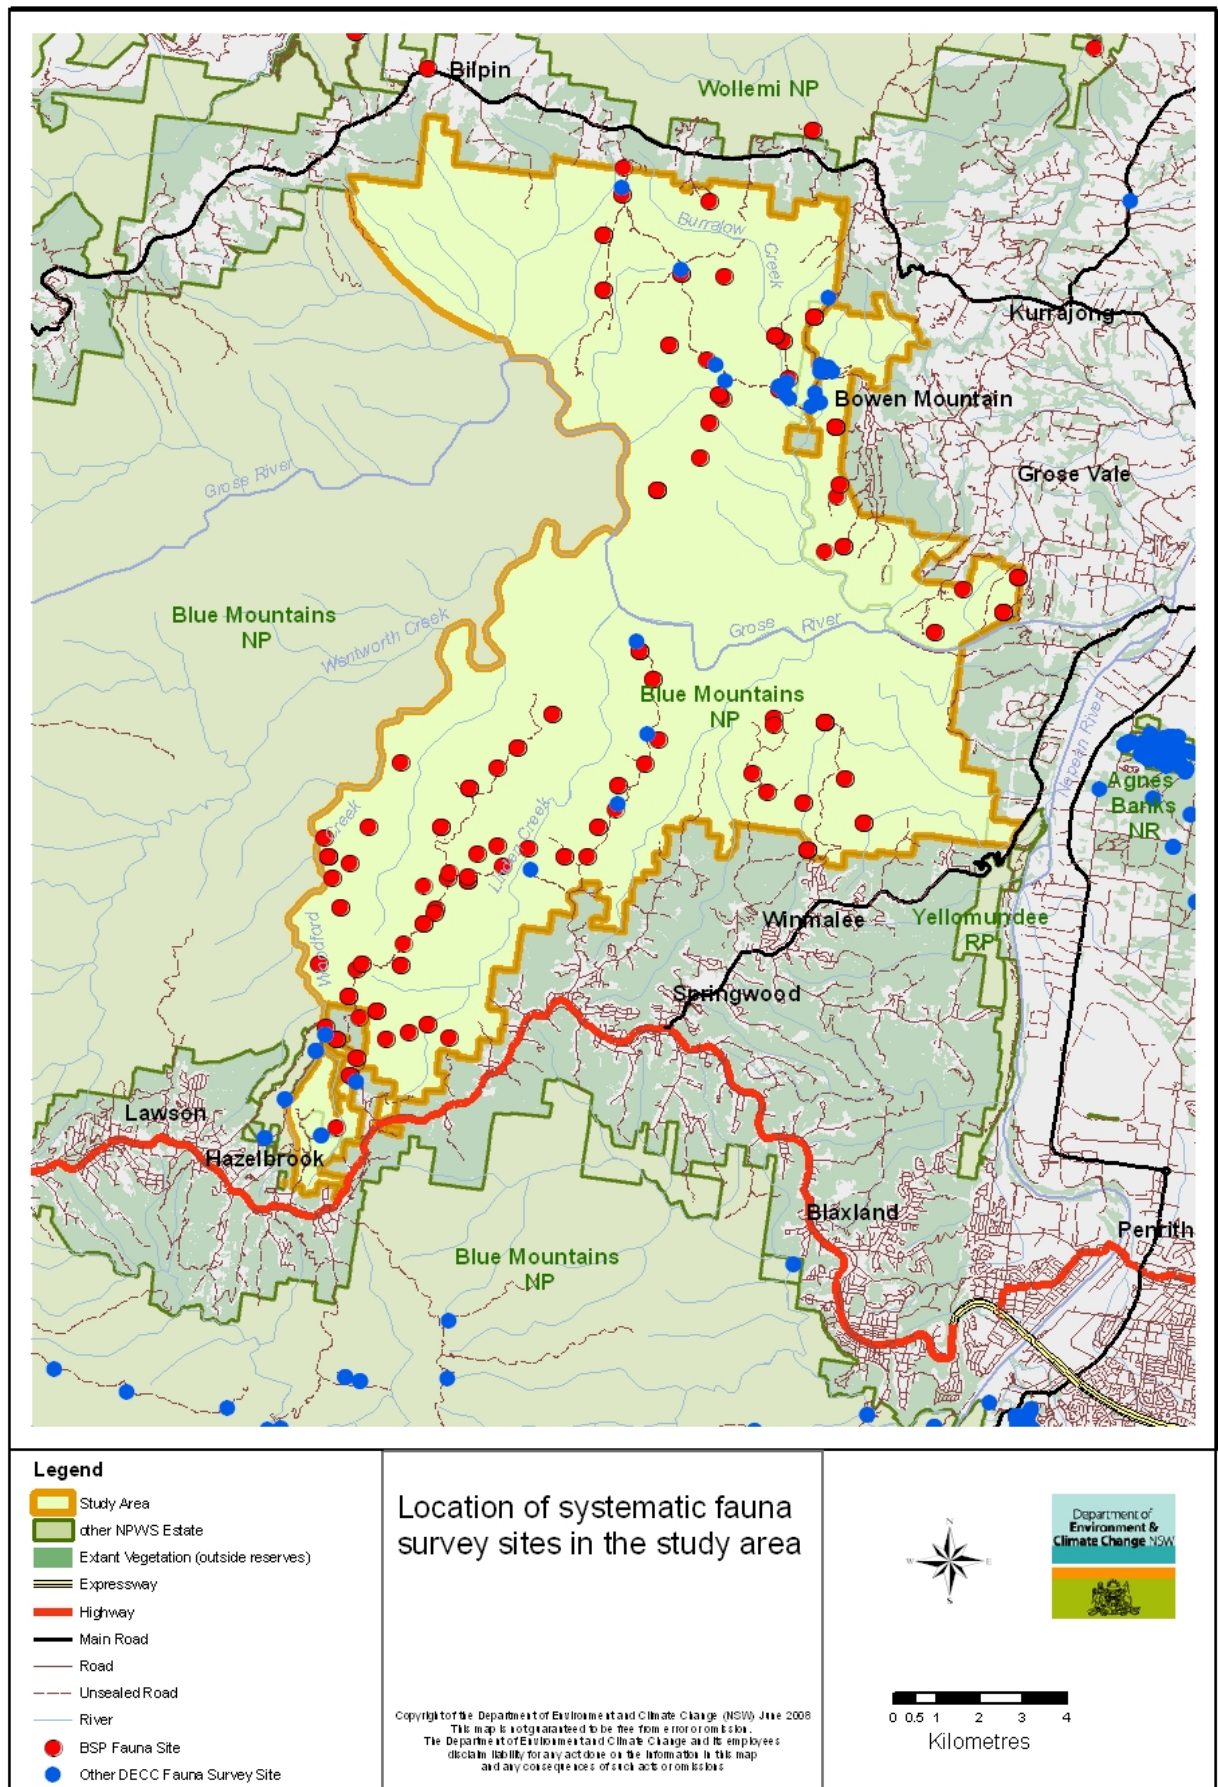 Bilpin
Wollemi NP
Burralow
Creek
Kurrajong
Bowen Mountain
Grose Vale
Grose River
Blue Mountains
NP
Wentworth Creek
Grose River
Blue Mountains
NP
Nepean River
Agnes
Banks
NR
Creek
Linden Creek
Woodford
Winmalee
Yellomundee
RP
Springwood
Lawson
Hazelbrook
Blaxland
Penrith
Blue Mountains
NP
Legend
Study Area
other NPWS Estate
Extant Vegetation (outside reserves)
Expressway
Highway
Main Road
Road
Unsealed Road
River
BSP Fauna Site
Other DECC Fauna Survey Site
Location of systematic fauna
survey sites in the study area
Copyright of the Department of Environment and Climate Change (NSW) June 2008
This map is not guaranteed to be free from error or omission.
The Department of Environment and Climate Change and its employees
disclaim liability for any act done on the information in this map
and any consequences of such acts or omissions
N
W
E
S
Department of
Environment &
Climate Change NSW
0 0.5 1 2 3 4
Kilometres